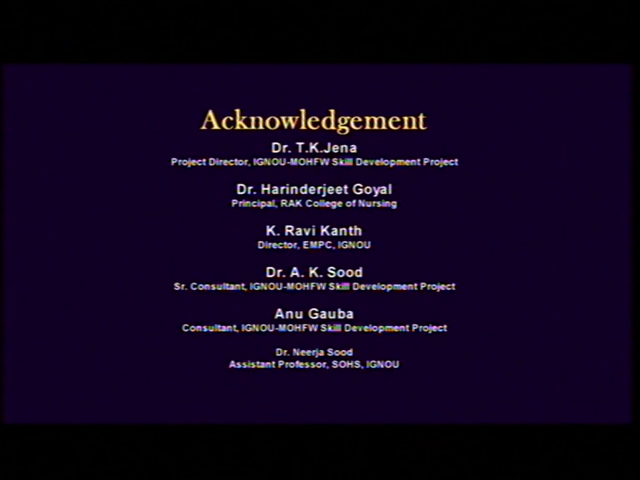 Acknowledgement
Dr. T.K.Jena
Project Director, IGNOU-MOHFW Skill Development Project
Dr. Harinderjeet Goyal
Principal, RAK College of Nursing
K. Ravi Kanth
Director, EMPC, IGNOU
Dr. A. K. Sood
Sr. Consultant, IGNOU-MOHFW Skill Development Project
Anu Gauba
Consultant, IGNOU-MOHFW Skill Development Project
Dr. Neerja Sood
Assistant Professor, SOHS, IGNOU